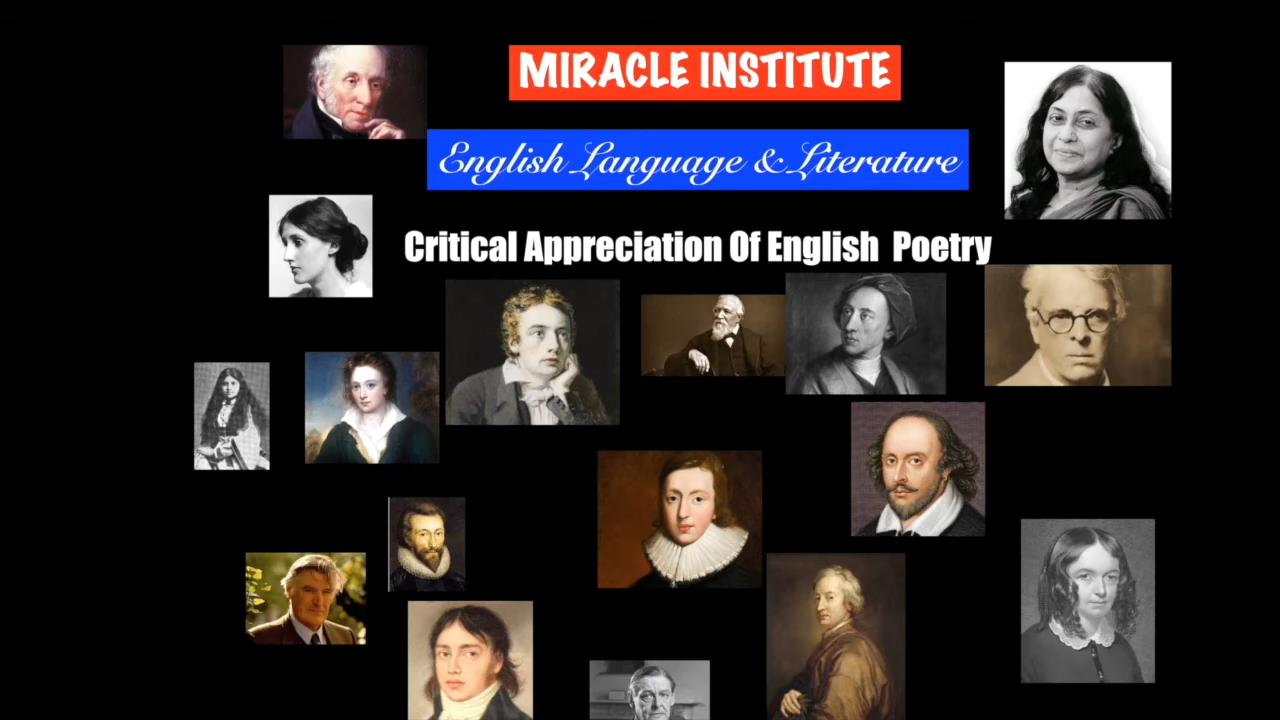 MIRACLE INSTITUTE
English Language & Literature
Critical Appreciation Of English Poetry